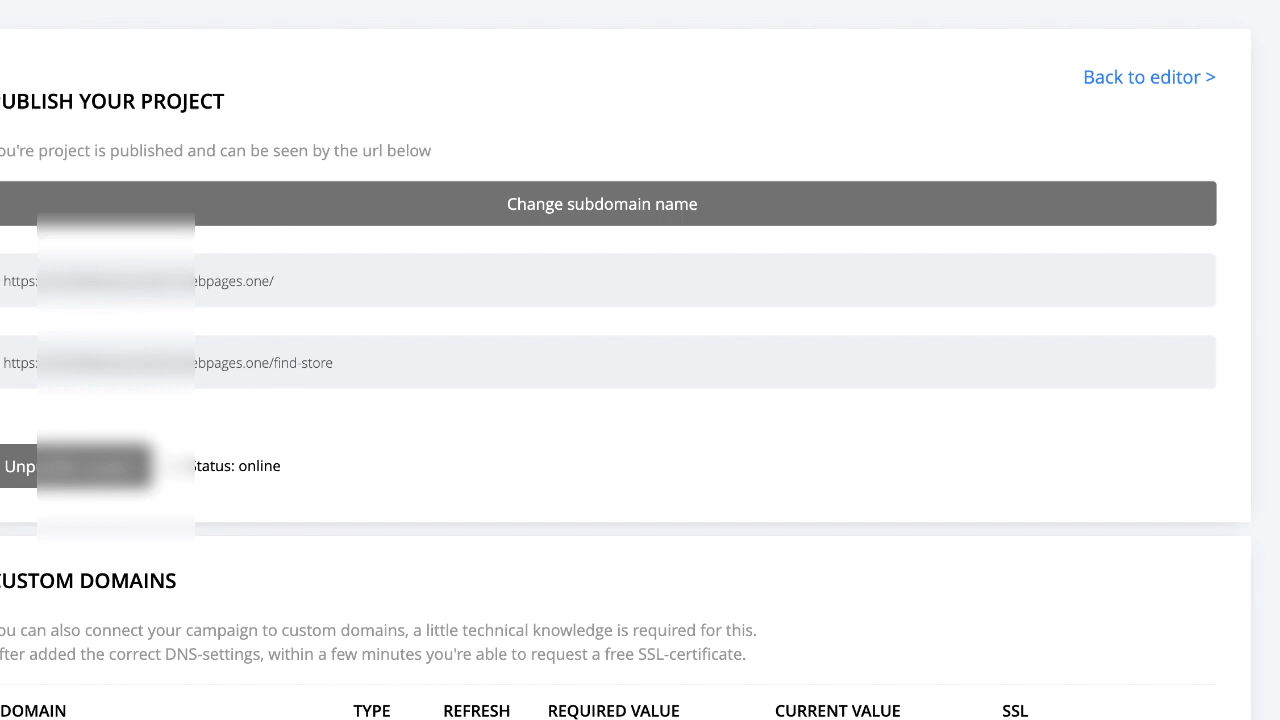 Back to editor >
PUBLISH YOUR PROJECT
ou're project is published and can be seen by the url below
Change subdomain name
https: ebpages.one/
https: ebpages.one/find-store
Unp Status: online
CUSTOM DOMAINS
ou can also connect your campaign to custom domains, a little technical knowledge is required for this.
fter added the correct DNS-settings, within a few minutes you're able to request a free SSL-certificate.
DOMAIN TYPE REFRESH REQUIRED VALUE CURRENT VALUE SSL